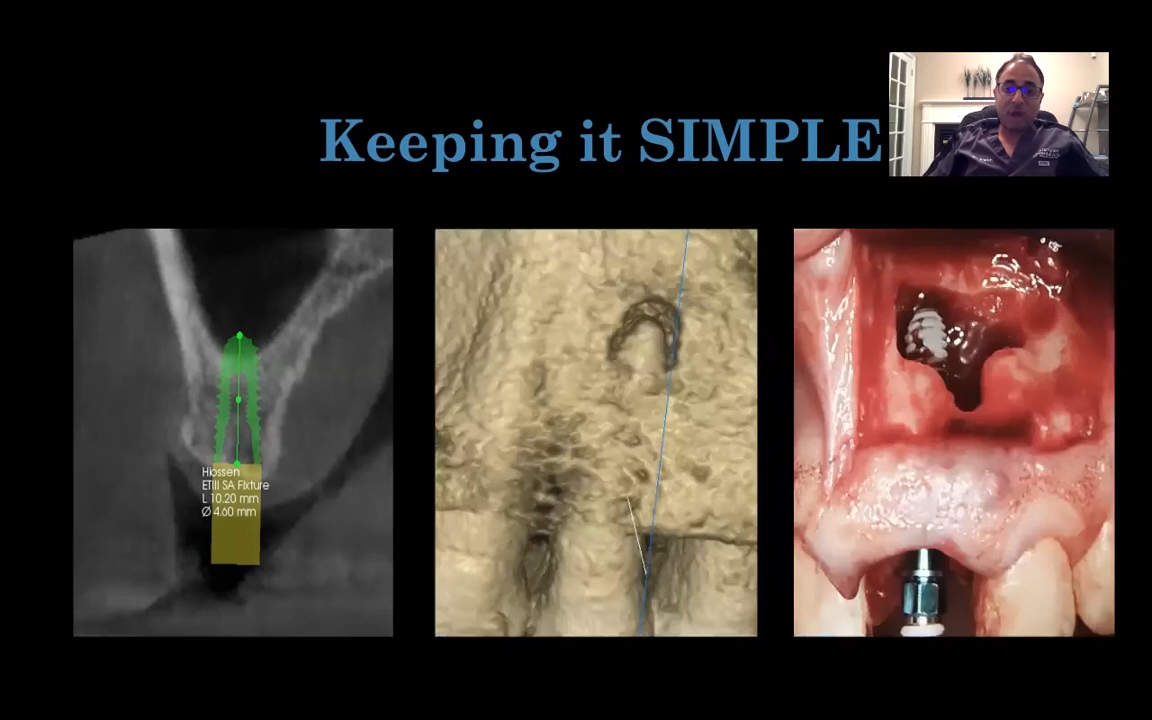 Keeping it SIMPLE
Hiossen
ETIII SA Fixture
L 10.20 mm
Ø 4.60 mm